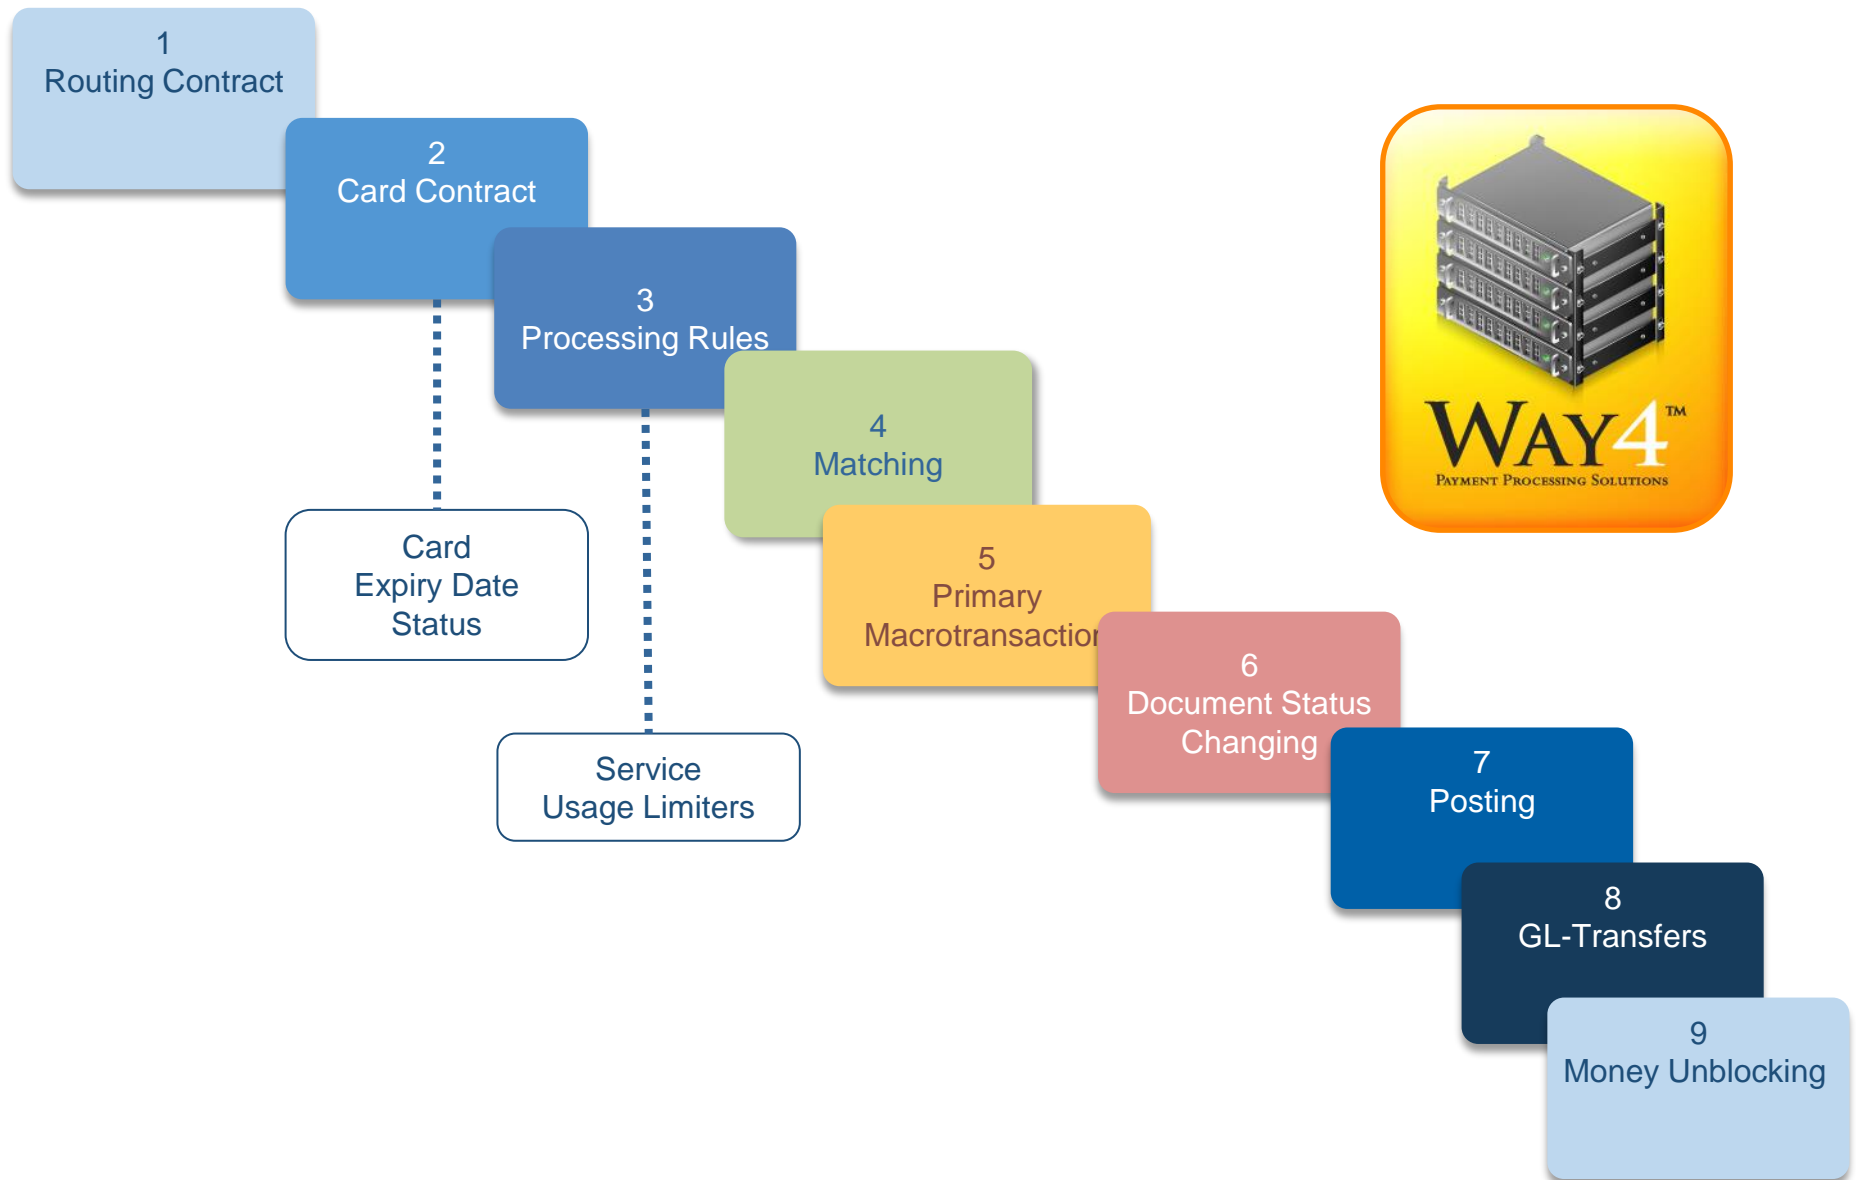 1
Routing Contract
2
Card Contract
3
Processing Rules
4
Matching
5
Primary
Macrotransaction
6
Document Status
Changing
7
Posting
8
GL-Transfers
9
Money Unblocking
Card
Expiry Date
Status
Service
Usage Limiters
WAY4™
PAYMENT PROCESSING SOLUTIONS